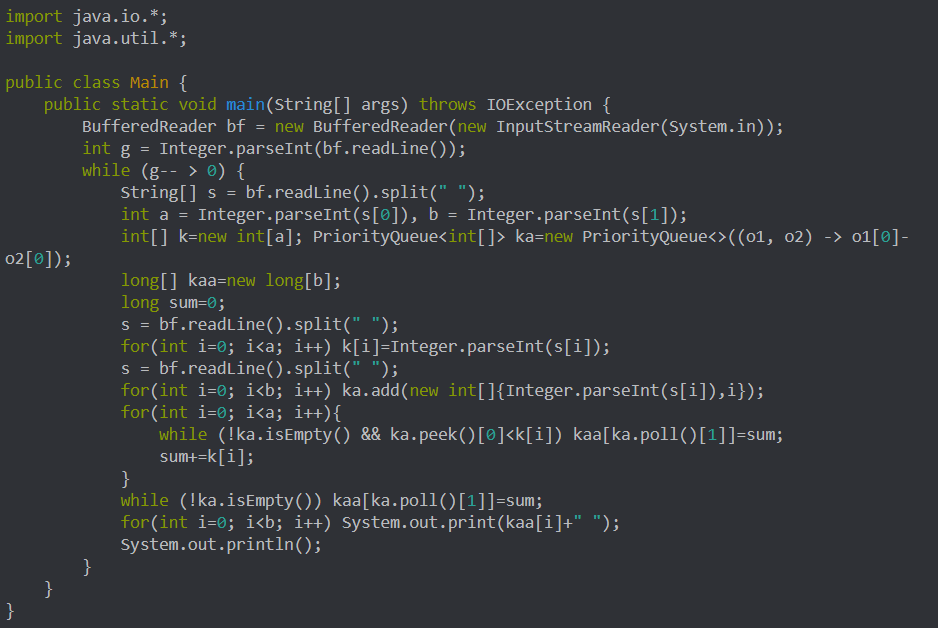 import java.io.*;
import java.util.*;

public class Main {
    public static void main(String[] args) throws IOException {
        BufferedReader bf = new BufferedReader(new InputStreamReader(System.in));
        int g = Integer.parseInt(bf.readLine());
        while (g-- > 0) {
            String[] s = bf.readLine().split(" ");
            int a = Integer.parseInt(s[0]), b = Integer.parseInt(s[1]);
            int[] k=new int[a]; PriorityQueue<int[]> ka=new PriorityQueue<>((o1, o2) -> o1[0]-
o2[0]);
            long[] kaa=new long[b];
            long sum=0;
            s = bf.readLine().split(" ");
            for(int i=0; i<a; i++) k[i]=Integer.parseInt(s[i]);
            s = bf.readLine().split(" ");
            for(int i=0; i<b; i++) ka.add(new int[]{Integer.parseInt(s[i]),i});
            for(int i=0; i<a; i++){
                while (!ka.isEmpty() && ka.peek()[0]<k[i]) kaa[ka.poll()[1]]=sum;
                sum+=k[i];
            }
            while (!ka.isEmpty()) kaa[ka.poll()[1]]=sum;
            for(int i=0; i<b; i++) System.out.print(kaa[i]+" ");
            System.out.println();
        }
    }
}